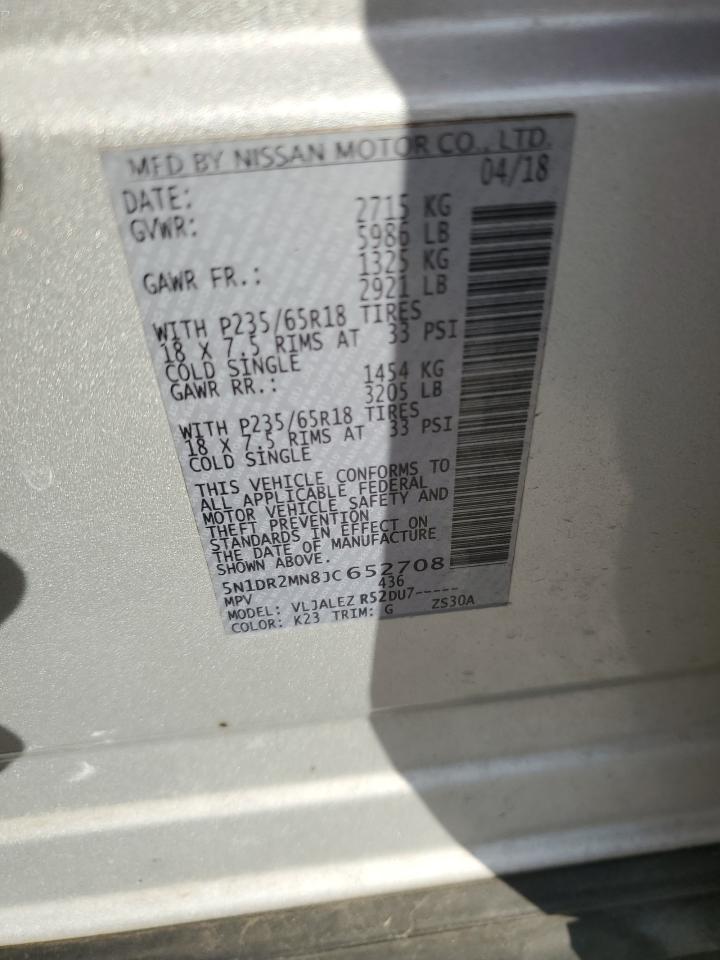 MFD BY NISSAN MOTOR CO., LTD.
DATE: 04/18
GVWR: 2715 KG
5986 LB
GAWR FR.: 1325 KG
2921 LB
WITH P235/65R18 TIRES
18 X 7.5 RIMS AT 33 PSI
COLD SINGLE
GAWR RR.: 1454 KG
3205 LB
WITH P235/65R18 TIRES
18 X 7.5 RIMS AT 33 PSI
COLD SINGLE
THIS VEHICLE CONFORMS TO
ALL APPLICABLE FEDERAL
MOTOR VEHICLE SAFETY AND
THEFT PREVENTION
STANDARDS IN EFFECT ON
THE DATE OF MANUFACTURE
SHOWN ABOVE.
5N1DR2MN8JC652708
MPV 436
MODEL: VLJALEZ R52DU7-----
COLOR: K23 TRIM: G ZS30A